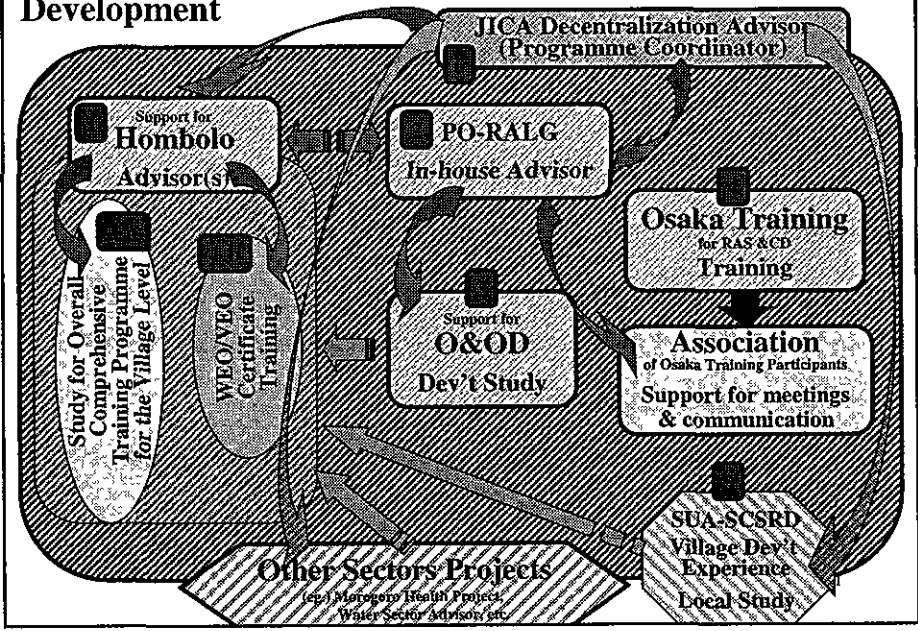 Development
JICA Decentralization Advisor
(Programme Coordinator)
Support for
Hombolo
Advisor(s)
PO-RALG
In-house Advisor
Osaka Training
for RAS &CD
Training
Study for Overall
Comprehensive
Training Programme
for the Village Level
WEO/VEO
Certificate
Training
Support for
O&OD
Dev't Study
Association
of Osaka Training Participants
Support for meetings
& communication
SUA-SCSRD
Village Dev't
Experience
Local Study
Other Sectors Projects
(eg.) Morogoro Health Project,
Water Sector Advisor, etc.